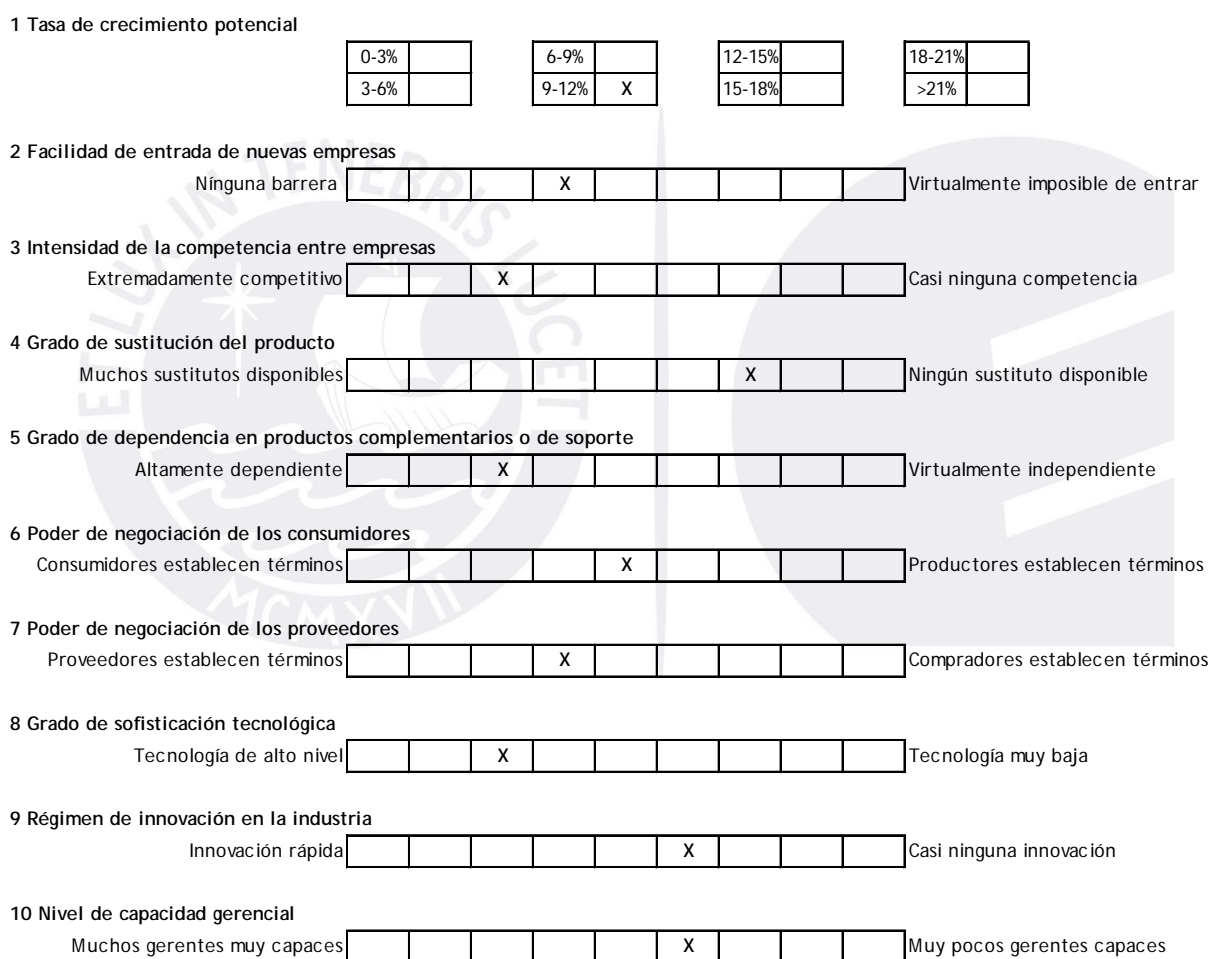 1 Tasa de crecimiento potencial
0-3% 6-9% 12-15% 18-21%
3-6% 9-12% X 15-18% >21%
2 Facilidad de entrada de nuevas empresas
Nínguna barrera X Virtualmente imposible de entrar
3 Intensidad de la competencia entre empresas
Extremadamente competitivo X Casi ninguna competencia
4 Grado de sustitución del producto
Muchos sustitutos disponibles X Ningún sustituto disponible
5 Grado de dependencia en productos complementarios o de soporte
Altamente dependiente X Virtualmente independiente
6 Poder de negociación de los consumidores
Consumidores establecen términos X Productores establecen términos
7 Poder de negociación de los proveedores
Proveedores establecen términos X Compradores establecen términos
8 Grado de sofisticación tecnológica
Tecnología de alto nivel X Tecnología muy baja
9 Régimen de innovación en la industria
Innovación rápida X Casi ninguna innovación
10 Nivel de capacidad gerencial
Muchos gerentes muy capaces X Muy pocos gerentes capaces
ET LUX IN TENEBRIS LUCET
MCMXVII